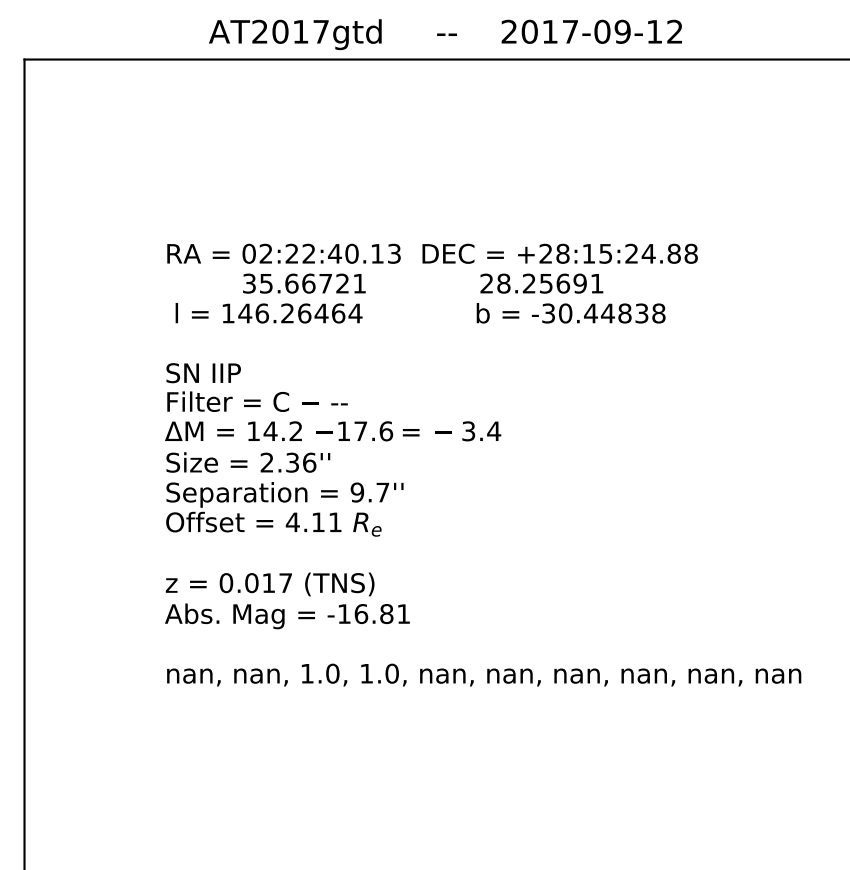 AT2017gtd -- 2017-09-12
RA = 02:22:40.13 DEC = +28:15:24.88
35.66721 28.25691
l = 146.26464 b = -30.44838
SN IIP
Filter = C − --
ΔM = 14.2 −17.6 = − 3.4
Size = 2.36''
Separation = 9.7''
Offset = 4.11 Rₑ
z = 0.017 (TNS)
Abs. Mag = -16.81
nan, nan, 1.0, 1.0, nan, nan, nan, nan, nan, nan